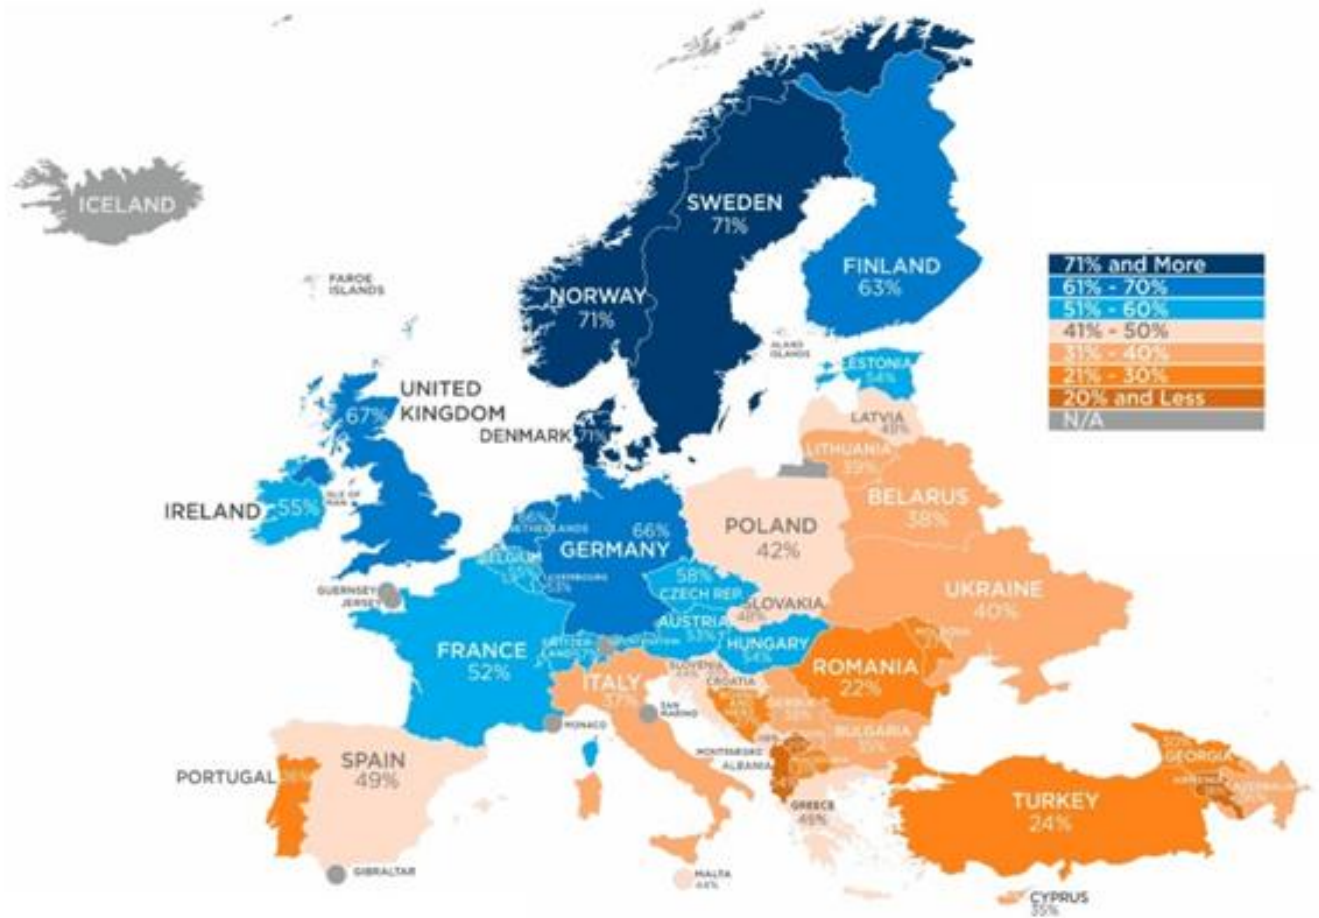 ICELAND
FAROE
ISLANDS
SWEDEN
71%
FINLAND
63%
NORWAY
71%
ALAND
ISLANDS
71% and More
61% - 70%
51% - 60%
41% - 50%
31% - 40%
21% - 30%
20% and Less
N/A
ESTONIA
54%
UNITED
KINGDOM
67%
DENMARK
71%
LATVIA
LITHUANIA
39%
BELARUS
38%
IRELAND
55%
ISLE OF
MAN
NETHERLANDS
66%
GERMANY
66%
POLAND
42%
BELGIUM
LUXEMBOURG
58%
CZECH REP.
UKRAINE
40%
GUERNSEY
JERSEY
SLOVAKIA
48%
AUSTRIA
53%
HUNGARY
54%
FRANCE
52%
ROMANIA
22%
SLOVENIA
CROATIA
ITALY
37%
SAN
MARINO
MONACO
BULGARIA
35%
MONTENEGRO
ALBANIA
SPAIN
49%
PORTUGAL
GEORGIA
GREECE
TURKEY
24%
GIBRALTAR
MALTA
44%
CYPRUS
35%